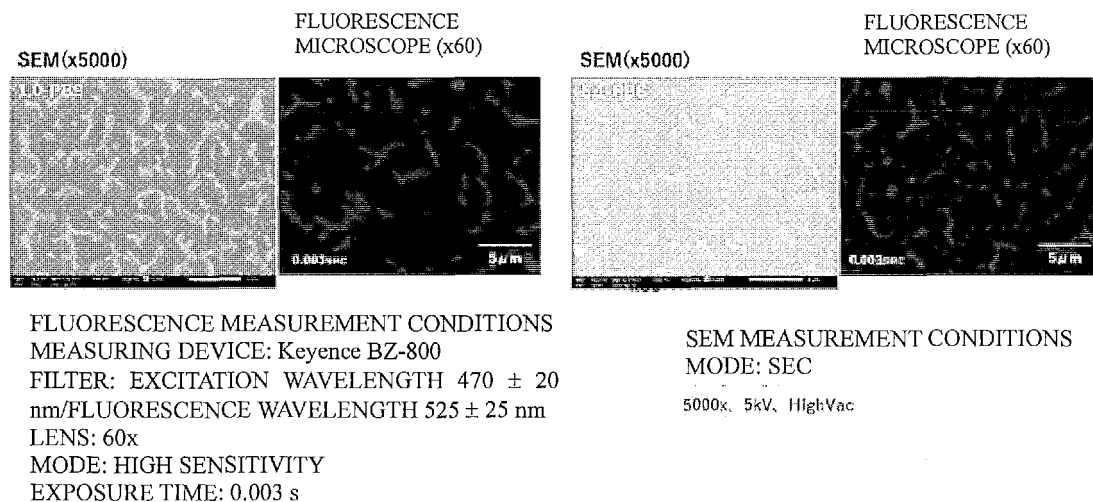 FLUORESCENCE
MICROSCOPE (x60)
SEM(x5000)
0.003sec
5μm
FLUORESCENCE
MICROSCOPE (x60)
SEM(x5000)
0.003sec
5μm
FLUORESCENCE MEASUREMENT CONDITIONS
MEASURING DEVICE: Keyence BZ-800
FILTER: EXCITATION WAVELENGTH 470 ± 20
nm/FLUORESCENCE WAVELENGTH 525 ± 25 nm
LENS: 60x
MODE: HIGH SENSITIVITY
EXPOSURE TIME: 0.003 s
SEM MEASUREMENT CONDITIONS
MODE: SEC
5000x、5kV、HighVac